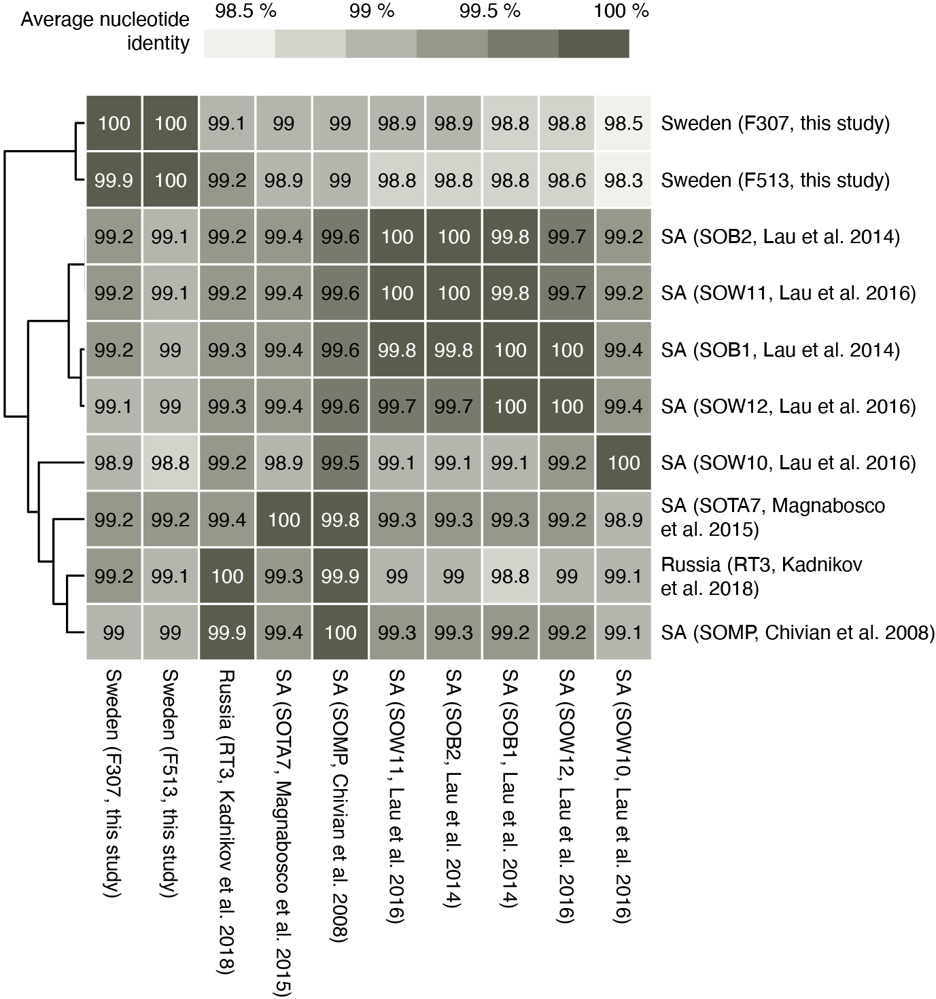 98.5 % 99 % 99.5 % 100 %
Average nucleotide
identity
100 100 99.1 99 99 98.9 98.9 98.8 98.8 98.5 Sweden (F307, this study)
99.9 100 99.2 98.9 99 98.8 98.8 98.8 98.6 98.3 Sweden (F513, this study)
99.2 99.1 99.2 99.4 99.6 100 100 99.8 99.7 99.2 SA (SOB2, Lau et al. 2014)
99.2 99.1 99.2 99.4 99.6 100 100 99.8 99.7 99.2 SA (SOW11, Lau et al. 2016)
99.2 99 99.3 99.4 99.6 99.8 99.8 100 100 99.4 SA (SOB1, Lau et al. 2014)
99.1 99 99.3 99.4 99.6 99.7 99.7 100 100 99.4 SA (SOW12, Lau et al. 2016)
98.9 98.8 99.2 98.9 99.5 99.1 99.1 99.1 99.2 100 SA (SOW10, Lau et al. 2016)
99.2 99.2 99.4 100 99.8 99.3 99.3 99.3 99.2 98.9 SA (SOTA7, Magnabosco
et al. 2015)
99.2 99.1 100 99.3 99.9 99 99 98.8 99 99.1 Russia (RT3, Kadnikov
et al. 2018)
99 99 99.9 99.4 100 99.3 99.3 99.2 99.2 99.1 SA (SOMP, Chivian et al. 2008)
Sweden (F307, this study)
Sweden (F513, this study)
Russia (RT3, Kadnikov et al. 2018)
SA (SOTA7, Magnabosco et al. 2015)
SA (SOMP, Chivian et al. 2008)
SA (SOW11, Lau et al. 2016)
SA (SOB2, Lau et al. 2014)
SA (SOB1, Lau et al. 2014)
SA (SOW12, Lau et al. 2016)
SA (SOW10, Lau et al. 2016)